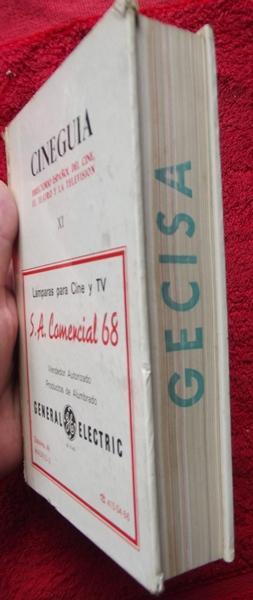 CINEGUIA
DIRECTORIO ESPAÑOL DEL CINE,
EL TEATRO Y LA TELEVISION
XI
Lámparas para Cine y TV
S.A. Comercial 68
Vendedor Autorizado
Productos de Alumbrado
GENERAL ELECTRIC
GECISA